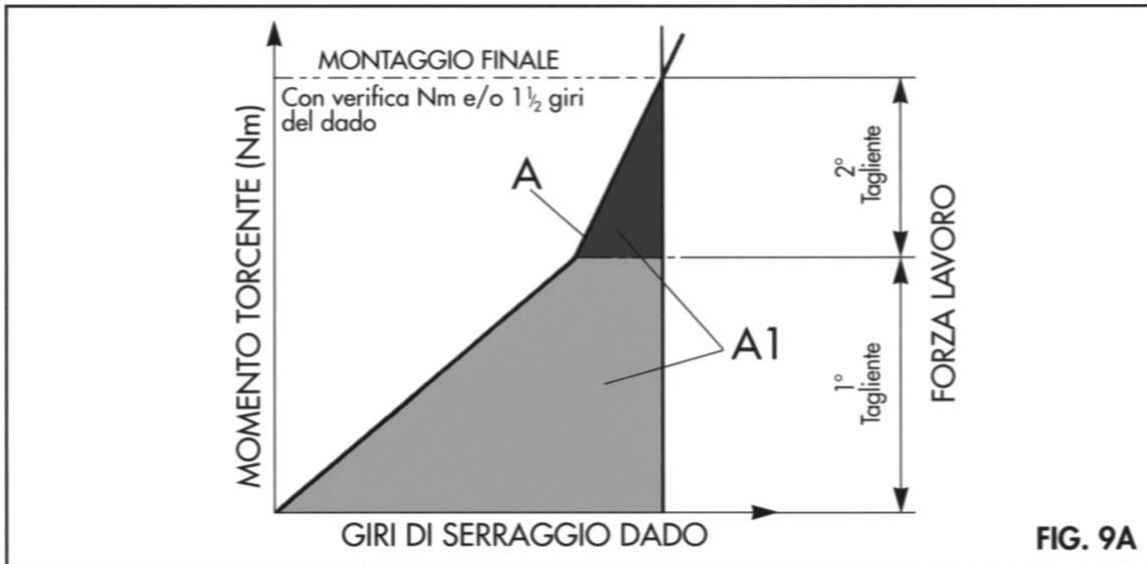 MONTAGGIO FINALE
Con verifica Nm e/o 1½ giri
del dado
MOMENTO TORCENTE (Nm)
A
A1
2°
Tagliente
1°
Tagliente
FORZA LAVORO
GIRI DI SERRAGGIO DADO
FIG. 9A